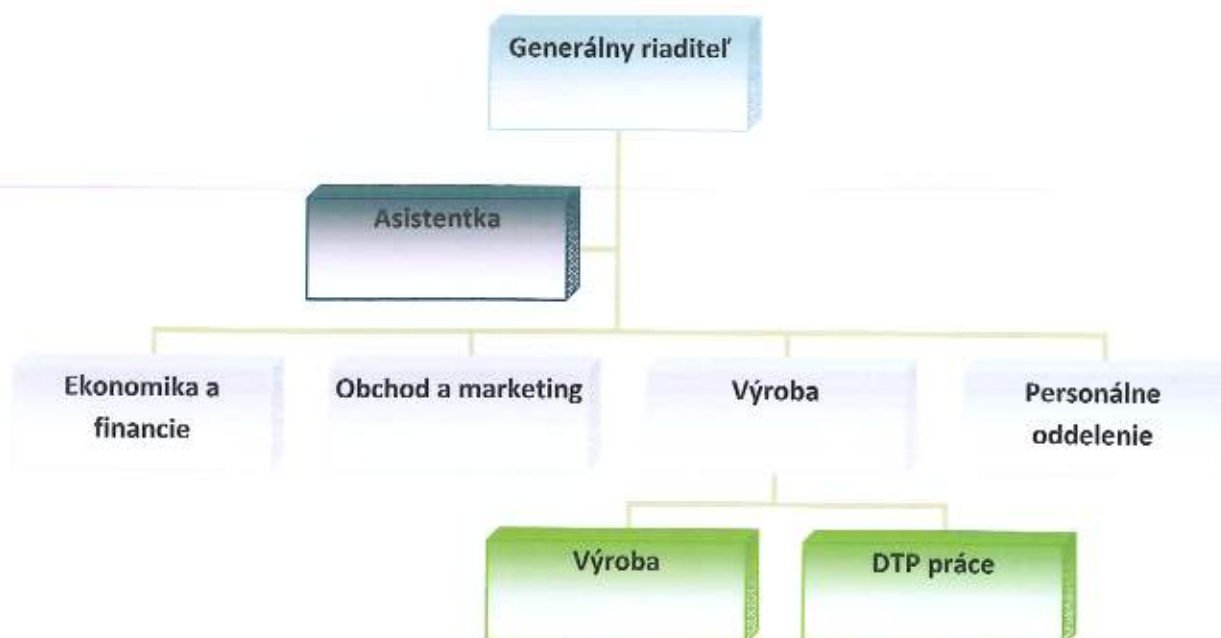 Generálny riaditeľ
Asistentka
Ekonomika a
financie
Obchod a marketing
Výroba
Personálne
oddelenie
Výroba
DTP práce